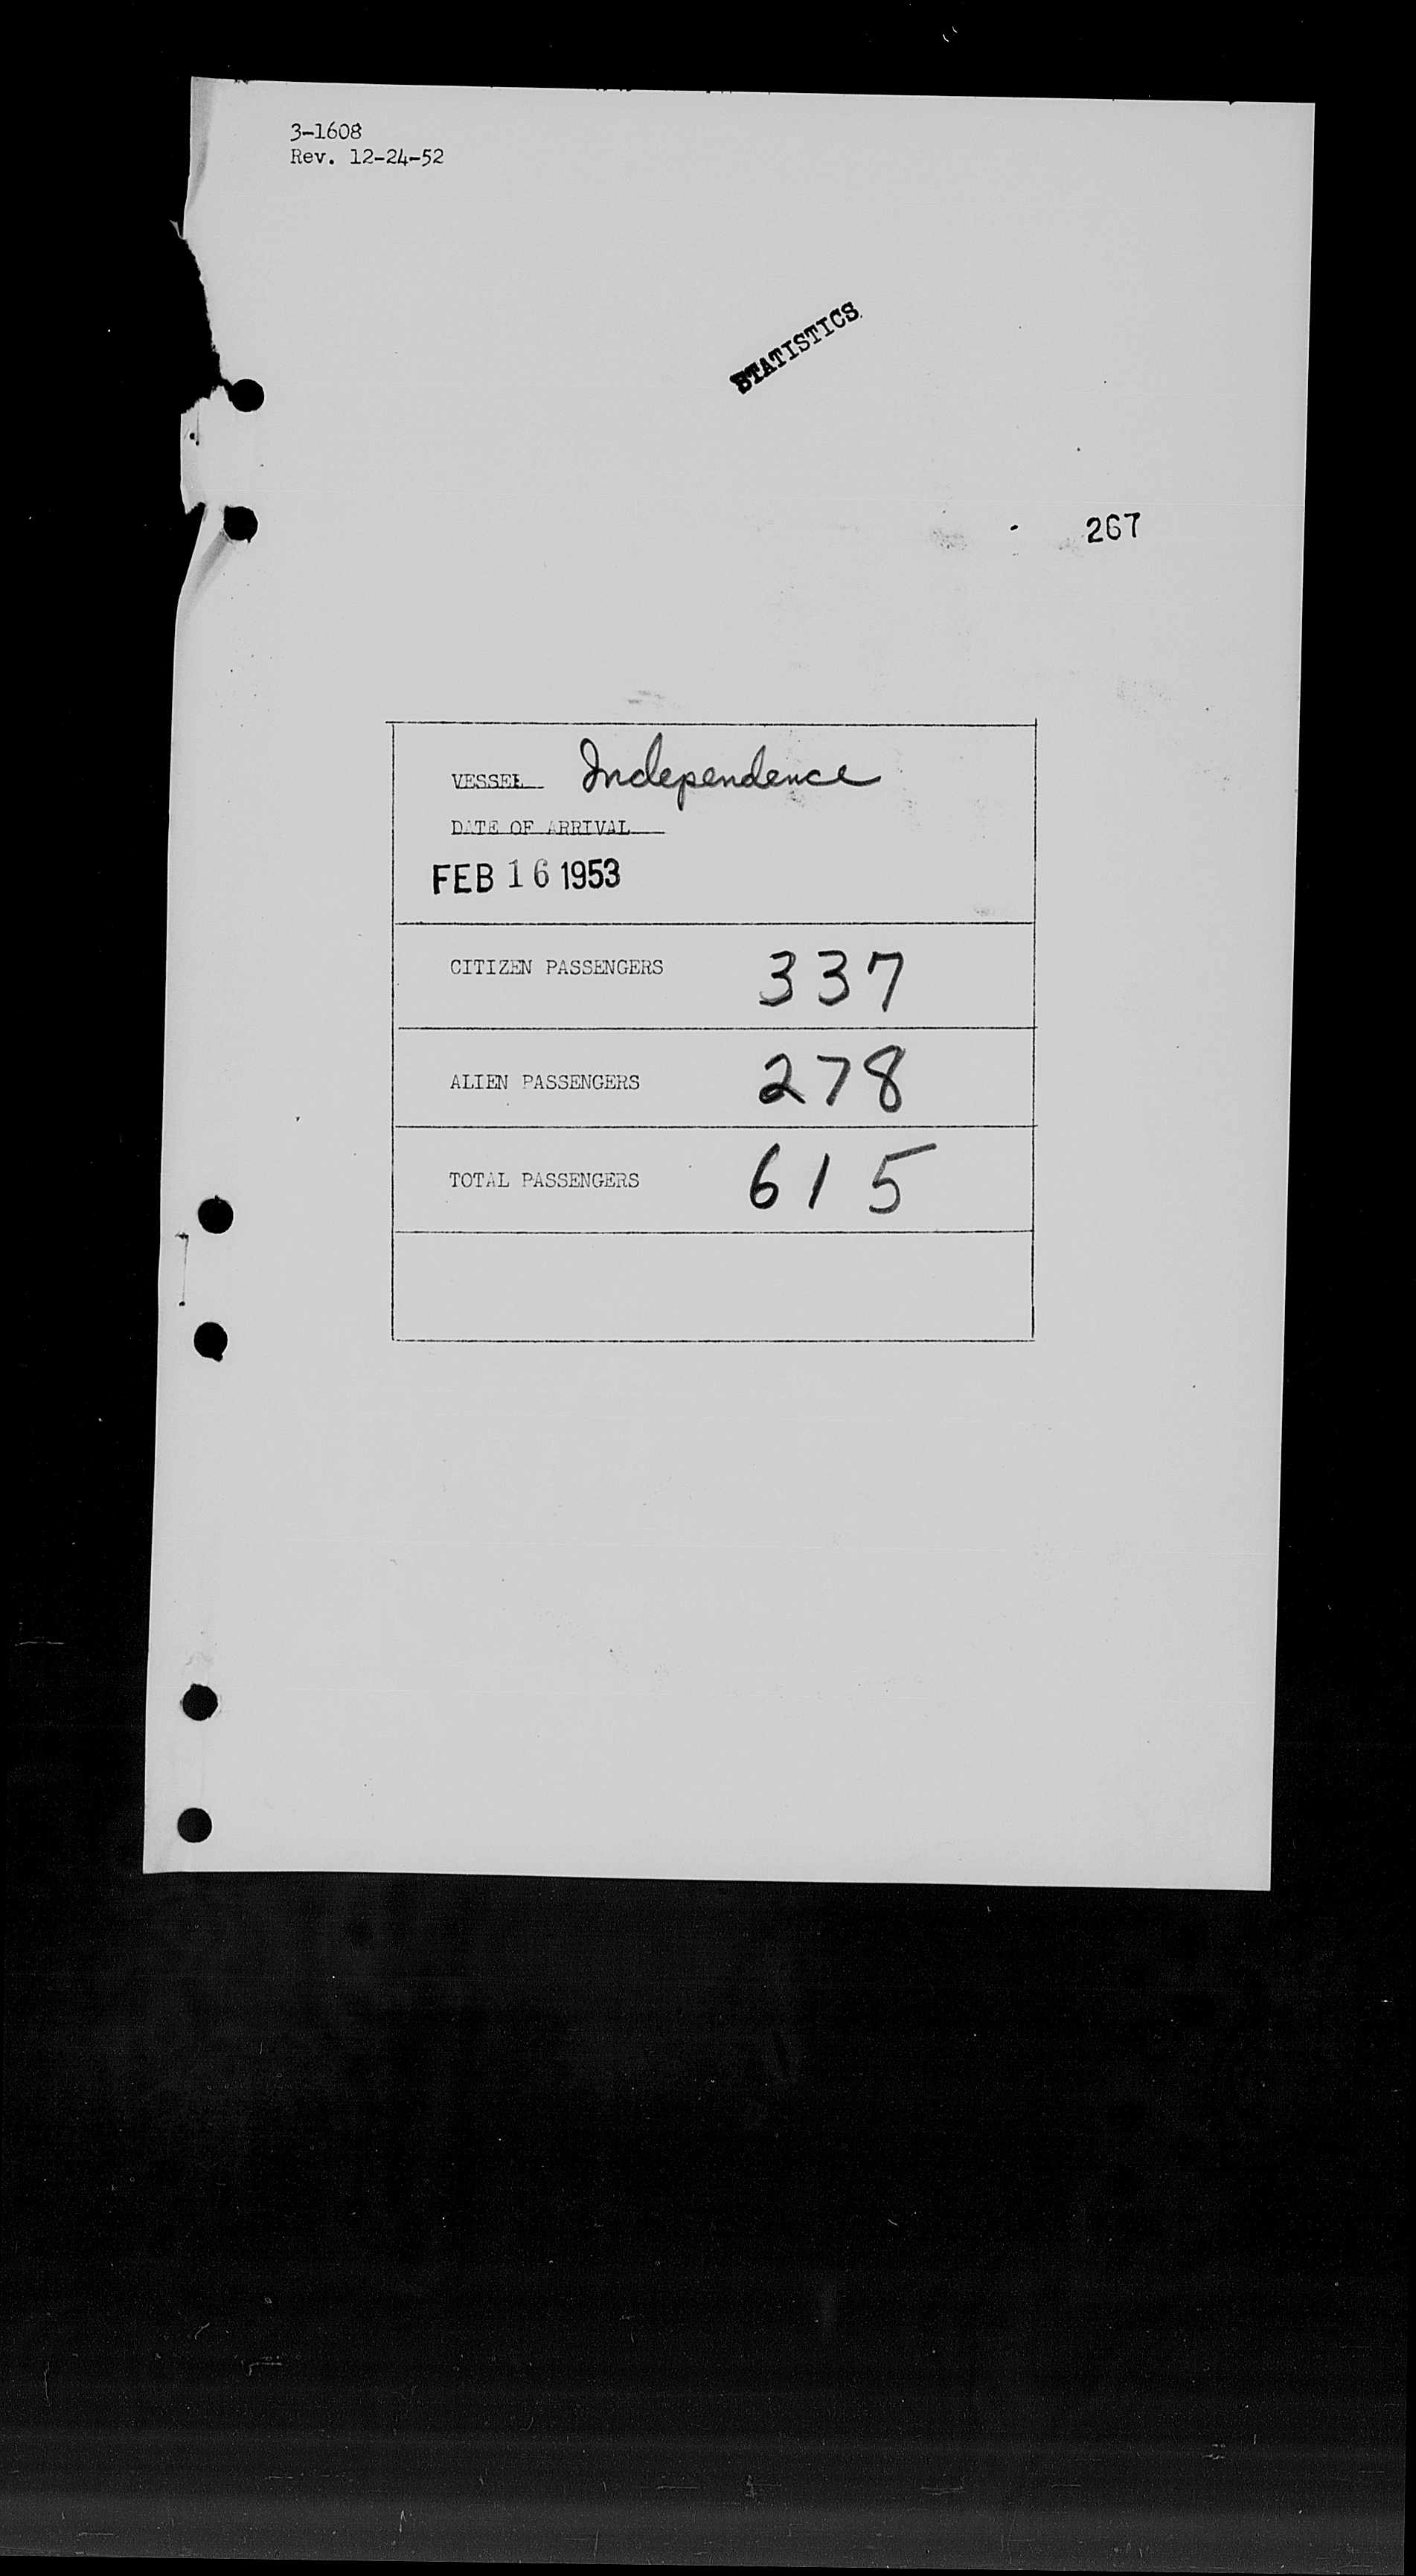 3-1608
Rev. 12-24-52
STATISTICS
267
VESSEL Independence
DATE OF ARRIVAL
FEB 16 1953
CITIZEN PASSENGERS 337
ALIEN PASSENGERS 278
TOTAL PASSENGERS 615